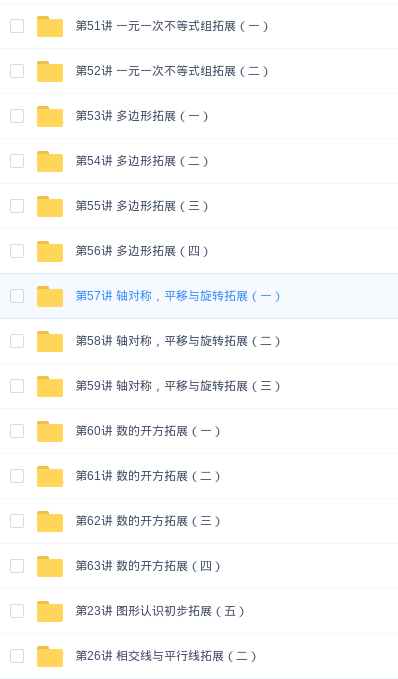 第51讲 一元一次不等式组拓展（一）
第52讲 一元一次不等式组拓展（二）
第53讲 多边形拓展（一）
第54讲 多边形拓展（二）
第55讲 多边形拓展（三）
第56讲 多边形拓展（四）
第57讲 轴对称，平移与旋转拓展（一）
第58讲 轴对称，平移与旋转拓展（二）
第59讲 轴对称，平移与旋转拓展（三）
第60讲 数的开方拓展（一）
第61讲 数的开方拓展（二）
第62讲 数的开方拓展（三）
第63讲 数的开方拓展（四）
第23讲 图形认识初步拓展（五）
第26讲 相交线与平行线拓展（二）